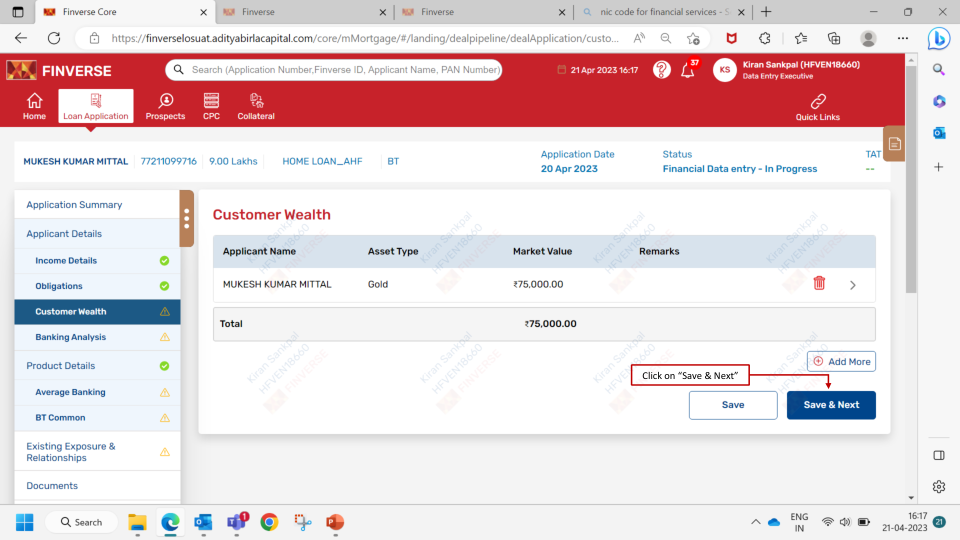 Finverse Core
Finverse
Finverse
nic code for financial services - S
https://finverselosuat.adityabirlacapital.com/core/mMortgage/#/landing/dealpipeline/dealApplication/custo...
FINVERSE
Search (Application Number,Finverse ID, Applicant Name, PAN Number)
21 Apr 2023 16:17
37
KS
Kiran Sankpal (HFVEN18660)
Data Entry Executive
Home
Loan Application
Prospects
CPC
Collateral
Quick Links
MUKESH KUMAR MITTAL
77211099716
9.00 Lakhs
HOME LOAN_AHF
BT
Application Date
20 Apr 2023
Status
Financial Data entry - In Progress
TAT
--
Application Summary
Applicant Details
Income Details
Obligations
Customer Wealth
Banking Analysis
Product Details
Average Banking
BT Common
Existing Exposure &
Relationships
Documents
Customer Wealth
Applicant Name Asset Type Market Value Remarks
MUKESH KUMAR MITTAL Gold ₹75,000.00
Total ₹75,000.00
Add More
Click on “Save & Next”
Save
Save & Next
Kiran Sankpal
HFVEN18660
FINVERSE
Search
1
ENG
IN
16:17
21-04-2023
21